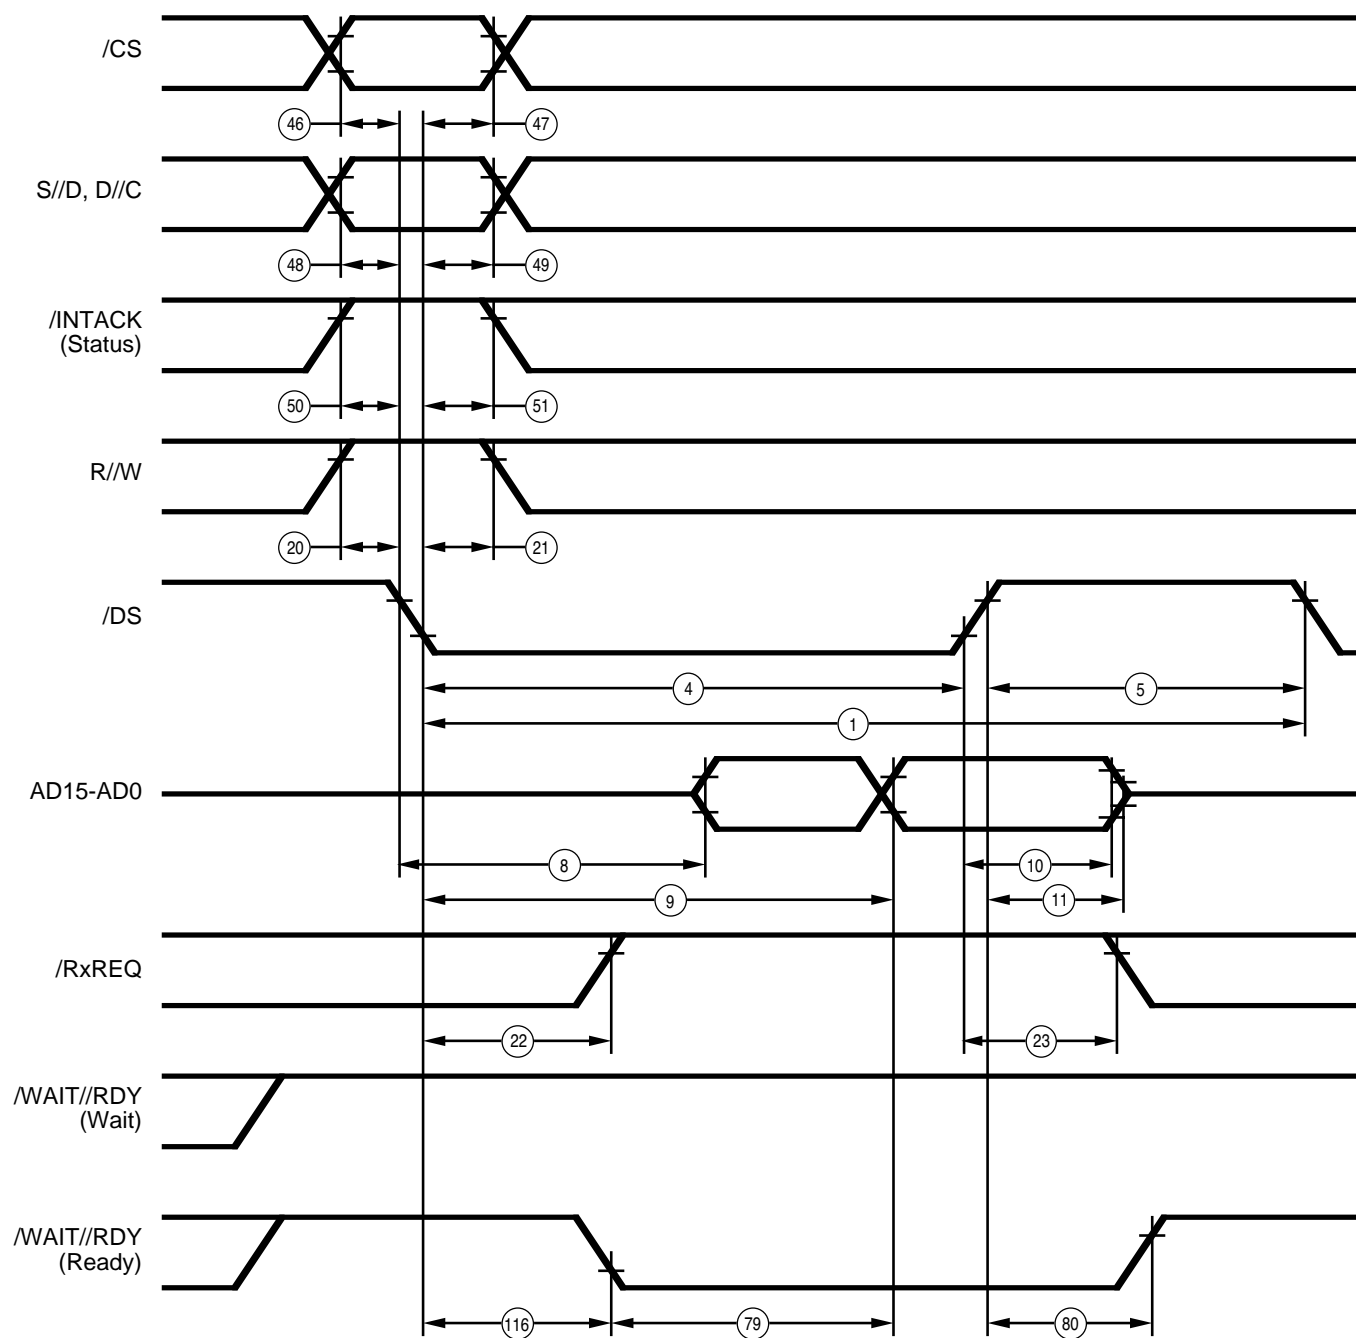 /CS
46
47
S//D, D//C
48
49
/INTACK
(Status)
50
51
R//W
20
21
/DS
4
5
1
AD15-AD0
8
10
9
11
/RxREQ
22
23
/WAIT//RDY
(Wait)
/WAIT//RDY
(Ready)
116
79
80